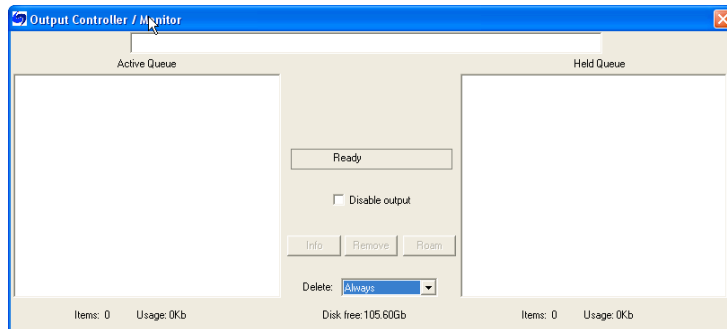 Output Controller / Monitor
Active Queue
Held Queue
Ready
Disable output
Info Remove Roam
Delete: Always
Items: 0 Usage: 0Kb Disk free: 105.60Gb Items: 0 Usage: 0Kb